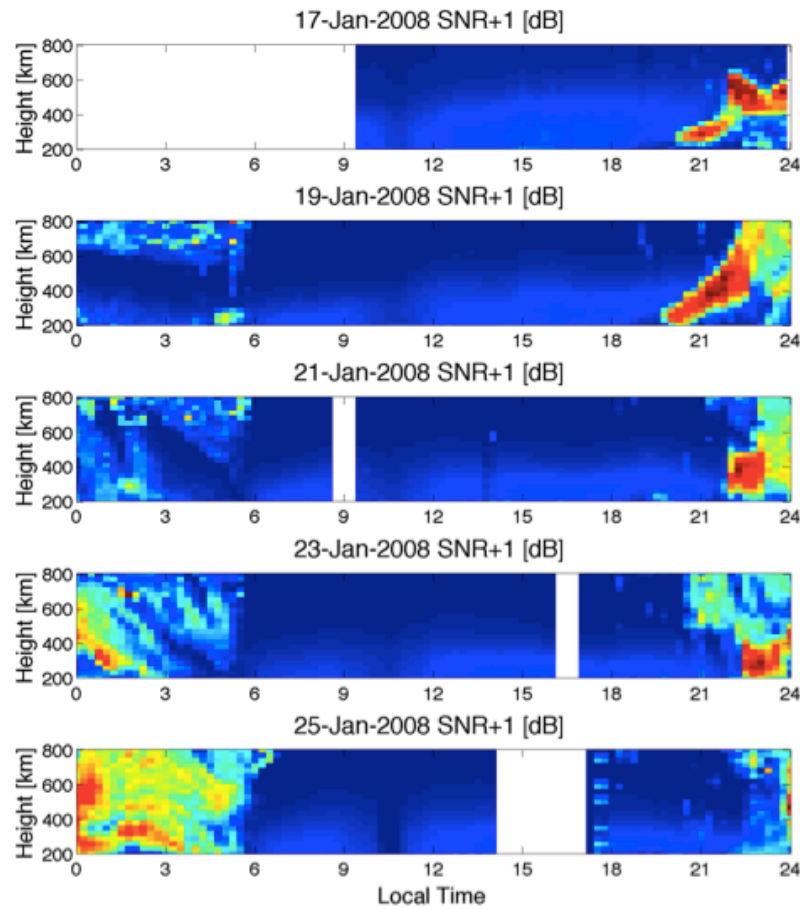 17-Jan-2008 SNR+1 [dB]
Height [km]
800
600
400
200
0 3 6 9 12 15 18 21 24
19-Jan-2008 SNR+1 [dB]
Height [km]
800
600
400
200
0 3 6 9 12 15 18 21 24
21-Jan-2008 SNR+1 [dB]
Height [km]
800
600
400
200
0 3 6 9 12 15 18 21 24
23-Jan-2008 SNR+1 [dB]
Height [km]
800
600
400
200
0 3 6 9 12 15 18 21 24
25-Jan-2008 SNR+1 [dB]
Height [km]
800
600
400
200
0 3 6 9 12 15 18 21 24
Local Time